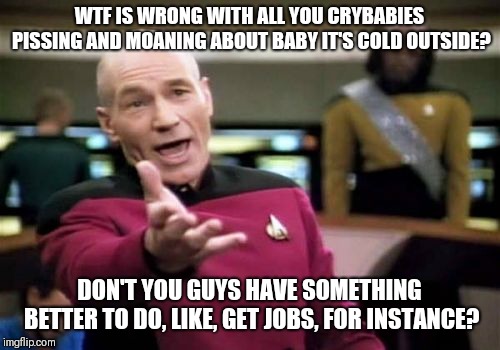 WTF IS WRONG WITH ALL YOU CRYBABIES
PISSING AND MOANING ABOUT BABY IT'S COLD OUTSIDE?
DON'T YOU GUYS HAVE SOMETHING
BETTER TO DO, LIKE, GET JOBS, FOR INSTANCE?
imgflip.com